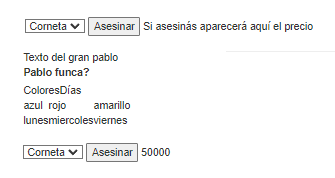 Corneta Asesinar Si asesinás aparecerá aquí el precio
Texto del gran pablo
Pablo funca?
ColoresDías
azul rojo amarillo
lunesmiercolesviernes
Corneta Asesinar 50000